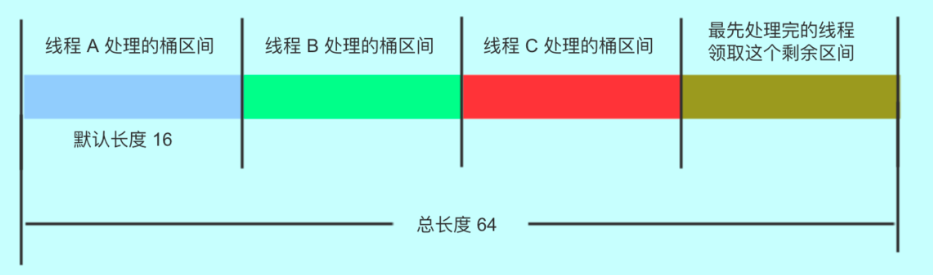 线程 A 处理的桶区间
线程 B 处理的桶区间
线程 C 处理的桶区间
最先处理完的线程
领取这个剩余区间
默认长度 16
总长度 64